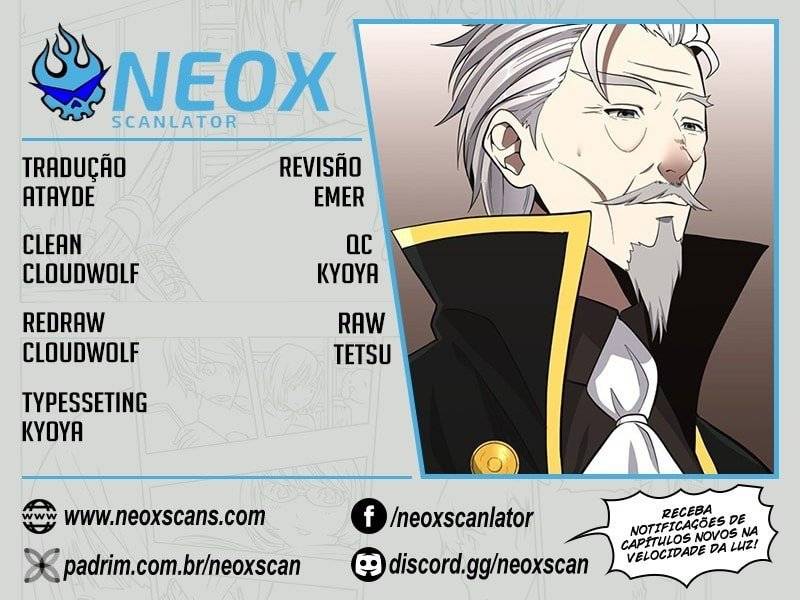 NEOX
SCANLATOR
TRADUÇÃO
ATAYDE
REVISÃO
EMER
CLEAN
CLOUDWOLF
QC
KYOYA
REDRAW
CLOUDWOLF
RAW
TETSU
TYPESSETING
KYOYA
www www.neoxscans.com
f /neoxscanlator
padrim.com.br/neoxscan
discord.gg/neoxscan
RECEBA
NOTIFICAÇÕES DE
CAPÍTULOS NOVOS NA
VELOCIDADE DA LUZ!